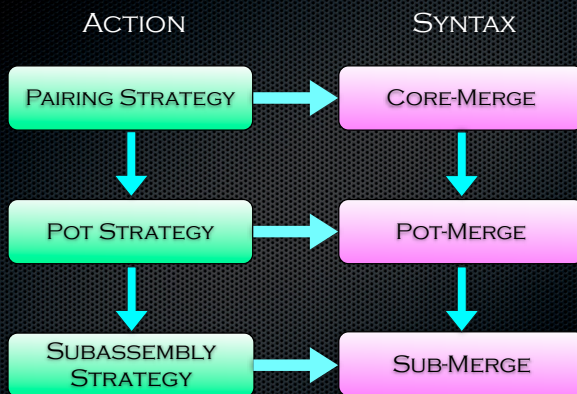 ACTION SYNTAX
PAIRING STRATEGY CORE-MERGE
POT STRATEGY POT-MERGE
SUBASSEMBLY
STRATEGY SUB-MERGE